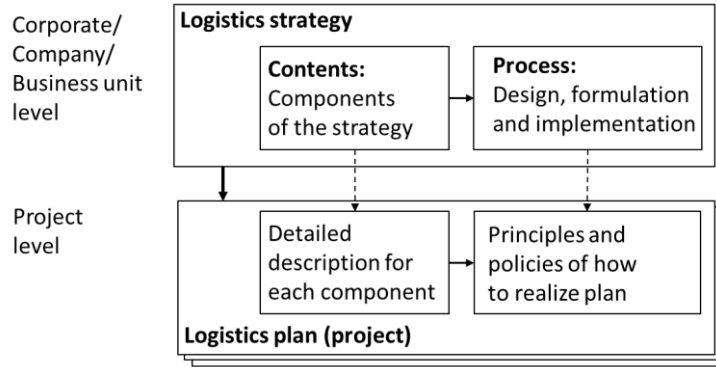 Corporate/
Company/
Business unit
level
Logistics strategy
Contents:
Components
of the strategy
Process:
Design, formulation
and implementation
Project
level
Detailed
description for
each component
Principles and
policies of how
to realize plan
Logistics plan (project)